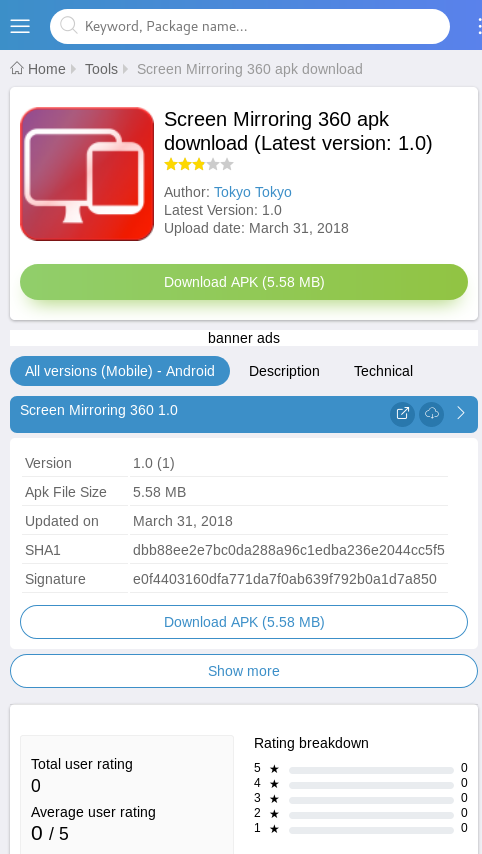 Keyword, Package name...
Home Tools Screen Mirroring 360 apk download
Screen Mirroring 360 apk
download (Latest version: 1.0)
Author: Tokyo Tokyo
Latest Version: 1.0
Upload date: March 31, 2018
Download APK (5.58 MB)
banner ads
All versions (Mobile) - Android Description Technical
Screen Mirroring 360 1.0
Version 1.0 (1)
Apk File Size 5.58 MB
Updated on March 31, 2018
SHA1 dbb88ee2e7bc0da288a96c1edba236e2044cc5f5
Signature e0f4403160dfa771da7f0ab639f792b0a1d7a850
Download APK (5.58 MB)
Show more
Total user rating
0
Average user rating
0 / 5
Rating breakdown
5 ★ 0
4 ★ 0
3 ★ 0
2 ★ 0
1 ★ 0